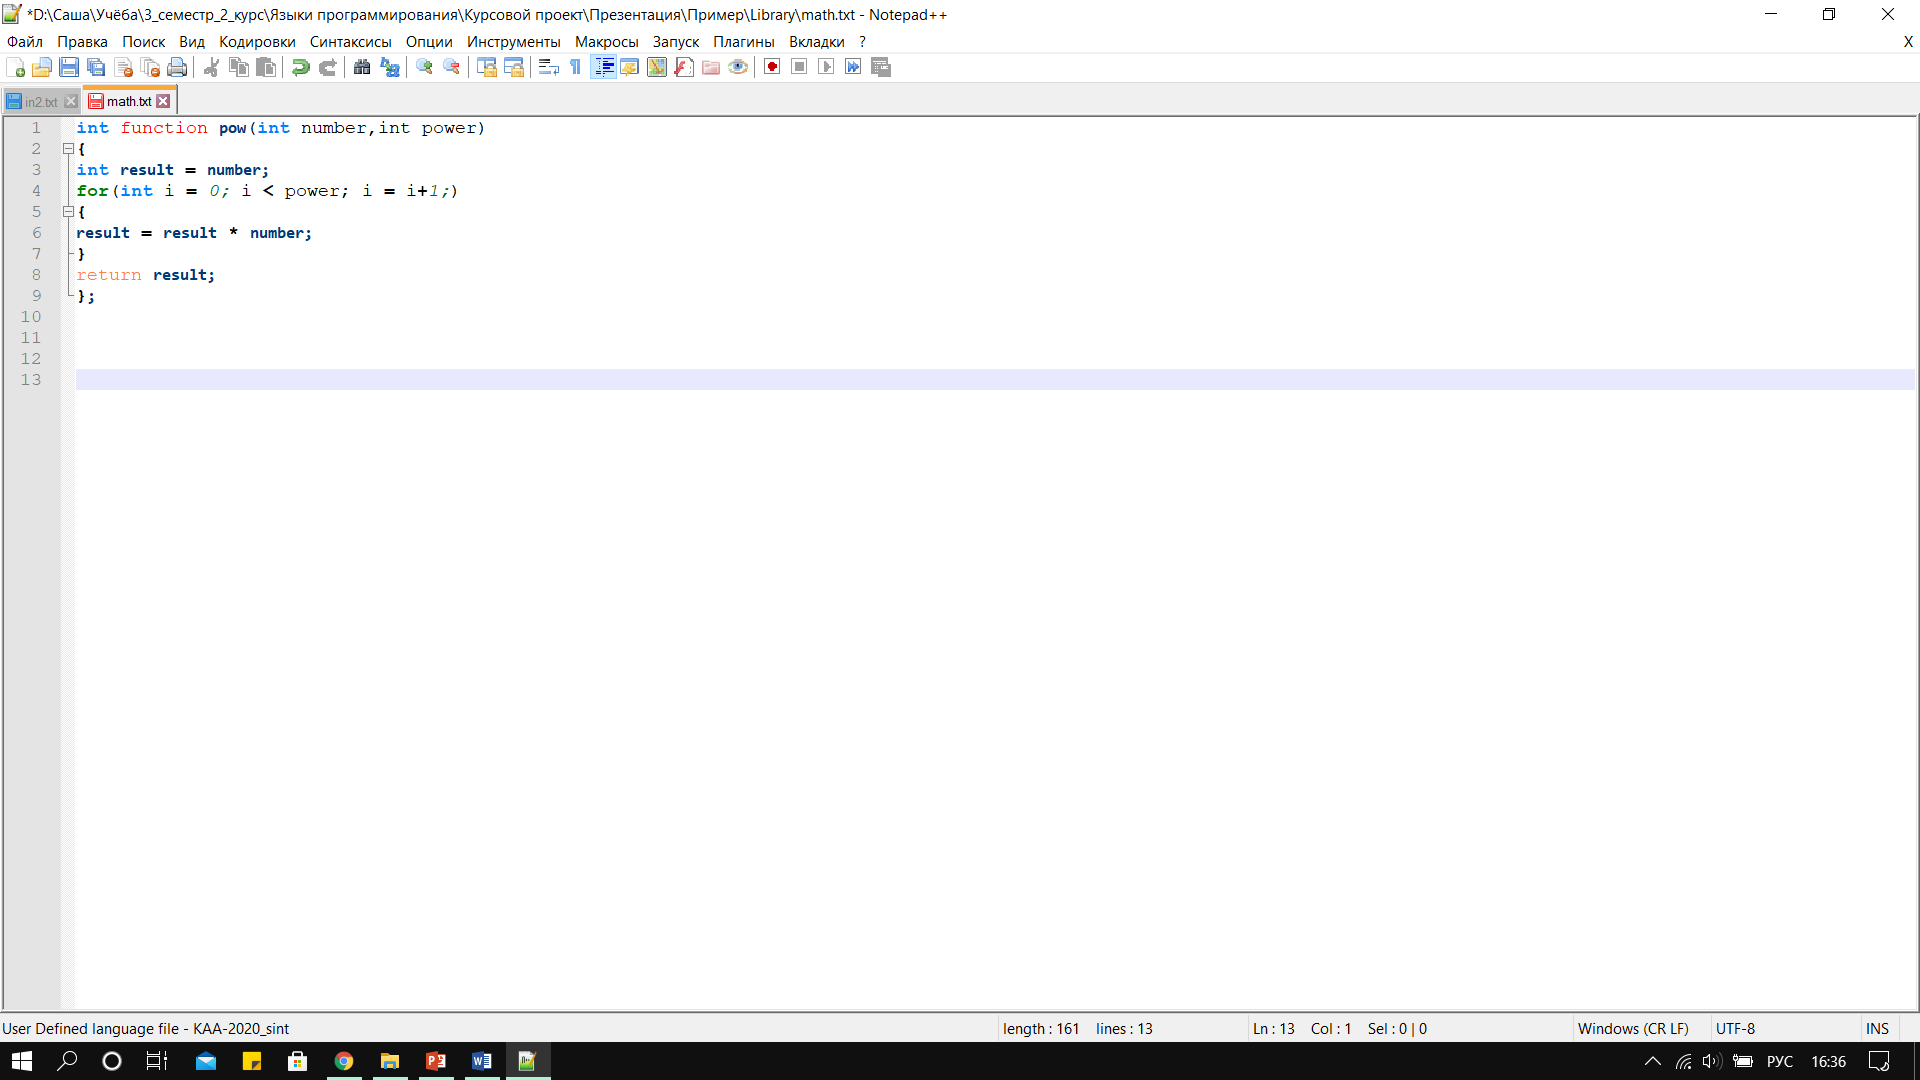 *D:\Саша\Учёба\3_семестр_2_курс\Языки программирования\Курсовой проект\Презентация\Пример\Library\math.txt - Notepad++
Файл Правка Поиск Вид Кодировки Синтаксисы Опции Инструменты Макросы Запуск Плагины Вкладки ? X
in2.txt math.txt
1 int function pow(int number,int power)
2 {
3 int result = number;
4 for(int i = 0; i < power; i = i+1;)
5 {
6 result = result * number;
7 }
8 return result;
9 };
10
11
12
13
User Defined language file - KAA-2020_sint length : 161 lines : 13 Ln : 13 Col : 1 Sel : 0 | 0 Windows (CR LF) UTF-8 INS
РУС 16:36